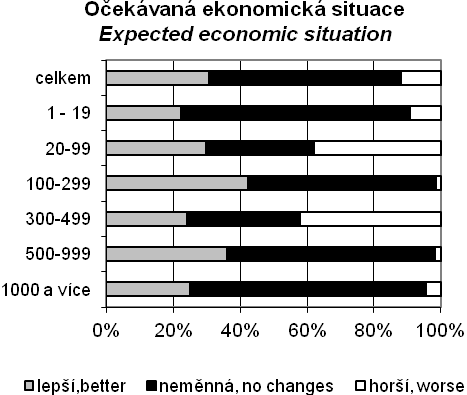 Očekávaná ekonomická situace
Expected economic situation
celkem
1 - 19
20-99
100-299
300-499
500-999
1000 a více
0% 20% 40% 60% 80% 100%
lepší,better neměnná, no changes horší, worse